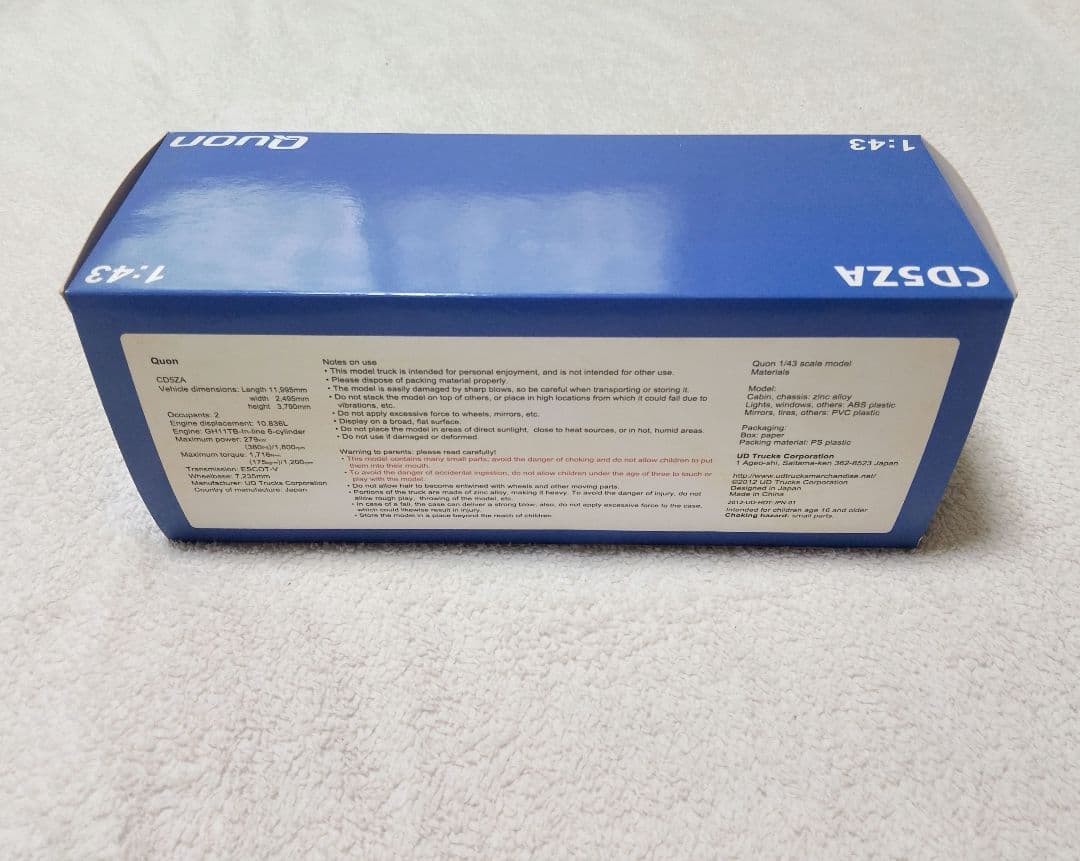 Quon
1:43
1:43
CD5ZA
Quon
CD5ZA
Vehicle dimensions: Length 11,995mm
width 2,495mm
height 3,790mm
Occupants: 2
Engine displacement: 10.836L
Engine: GH11TB-In-line 6-cylinder
Maximum power: 279kw
(380PS)/1,800rpm
Maximum torque: 1,716
/1,200rpm
Transmission: ESCOT-V
Wheelbase: 7,235mm
Manufacturer: UD Trucks Corporation
Country of manufacture: Japan
Notes on use
• This model truck is intended for personal enjoyment, and is not intended for other use.
• Please dispose of packing material properly.
• The model is easily damaged by sharp blows, so be careful when transporting or storing it.
• Do not stack the model on top of others, or place in high locations from which it could fall due to
vibrations, etc.
• Do not apply excessive force to wheels, mirrors, etc.
• Display on a broad, flat surface.
• Do not place the model in areas of direct sunlight, close to heat sources, or in hot, humid areas.
• Do not use if damaged or deformed.
Warning to parents: please read carefully!
• This model contains many small parts; avoid the danger of choking and do not allow children to put
them into their mouth.
• To avoid the danger of accidental ingestion, do not allow children under the age of three to touch or
play with the model.
• Do not allow hair to become entwined with wheels and other moving parts.
• Portions of the truck are made of zinc alloy, making it heavy. To avoid the danger of injury, do not
allow rough play, throwing of the model, etc.
• In case of a fall, the case can deliver a strong blow; also, do not apply excessive force to the case,
which could likewise result in injury.
• Store the model in a place beyond the reach of children.
Quon 1/43 scale model
Materials
Model:
Cabin, chassis: zinc alloy
Lights, windows, others: ABS plastic
Mirrors, tires, others: PVC plastic
Packaging:
Box: paper
Packing material: PS plastic
UD Trucks Corporation
1 Ageo-shi, Saitama-ken 362-8523 Japan
http://www.udtrucksmerchandise.net/
©2012 UD Trucks Corporation
Designed in Japan
Made in China
2012-UD-HOT-JPN-01
Intended for children age 16 and older
Choking hazard: small parts.